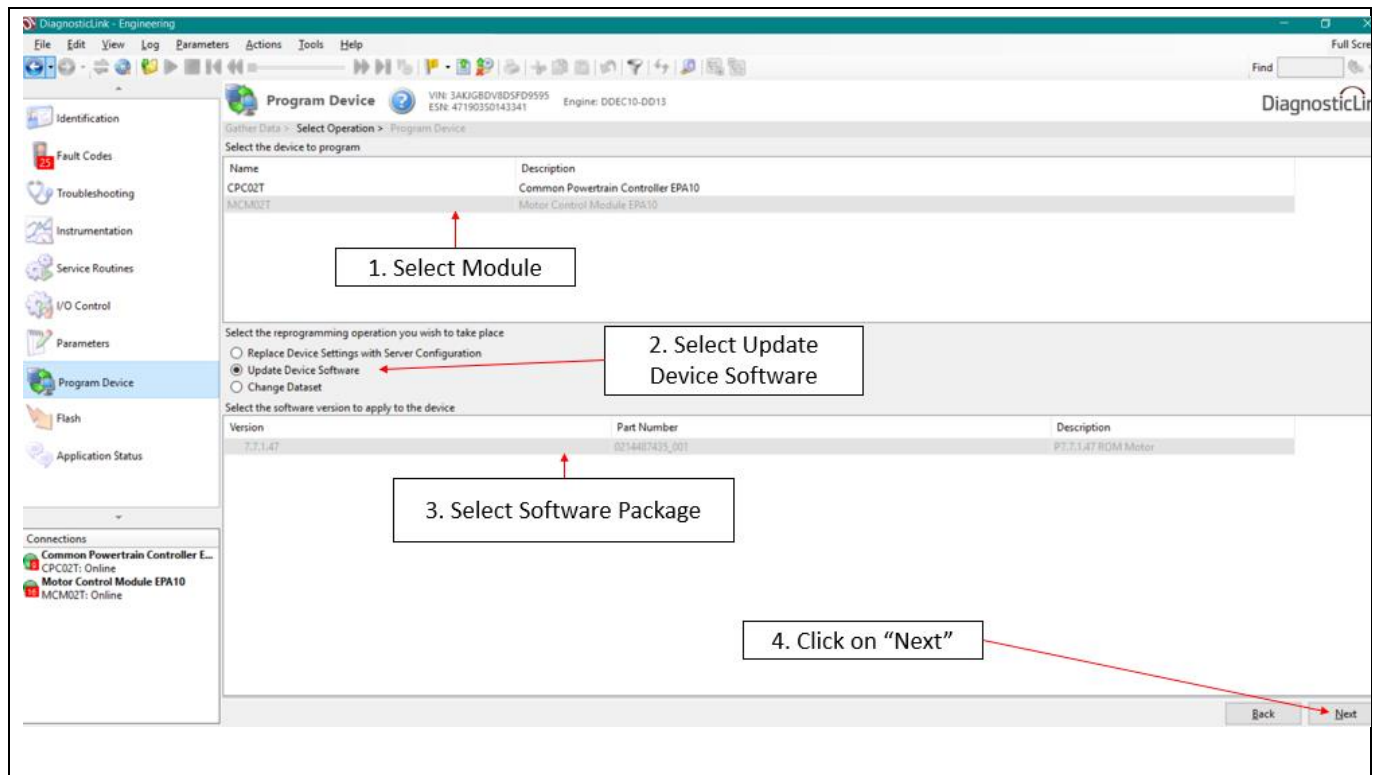 DiagnosticLink - Engineering
File Edit View Log Parameters Actions Tools Help
Full Scre
Find
Identification
Fault Codes
25
Troubleshooting
Instrumentation
Service Routines
I/O Control
Parameters
Program Device
Flash
Application Status
Connections
Common Powertrain Controller E...
CPC02T: Online
Motor Control Module EPA10
MCM02T: Online
Program Device
VIN: 3AKJGBDV8DSFD9595
ESN: 47190350143341
Engine: DDEC10-DD13
DiagnosticLin
Gather Data > Select Operation > Program Device
Select the device to program
Name Description
CPC02T Common Powertrain Controller EPA10
MCM02T Motor Control Module EPA10
1. Select Module
Select the reprogramming operation you wish to take place
Replace Device Settings with Server Configuration
Update Device Software
Change Dataset
2. Select Update
Device Software
Select the software version to apply to the device
Version Part Number Description
7.7.1.47 0214487435_001 P7.7.1.47 ROM Motor
3. Select Software Package
4. Click on “Next”
Back Next